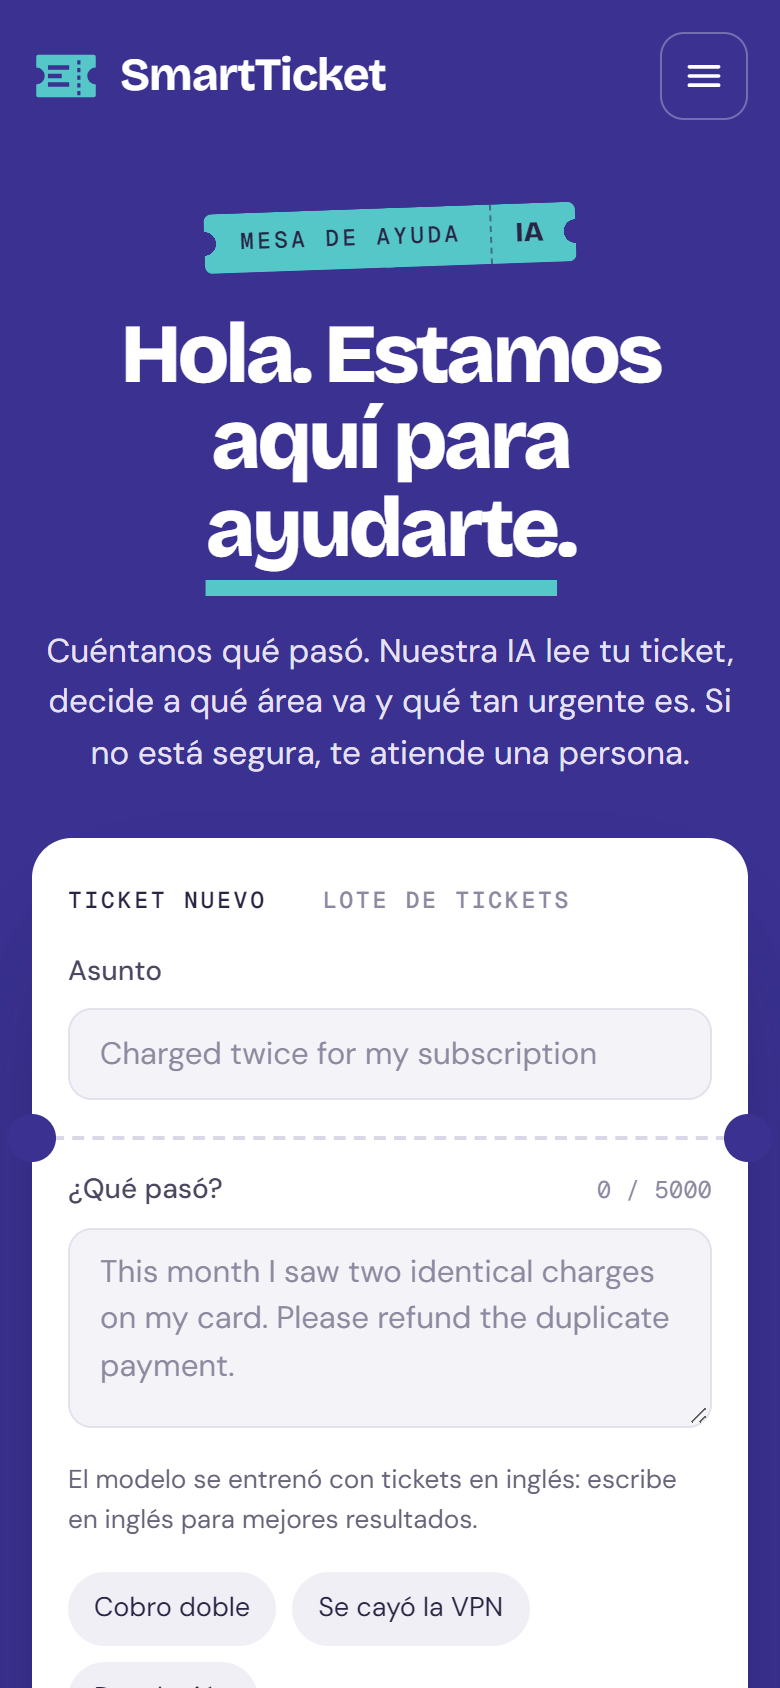 SmartTicket
MESA DE AYUDA IA
Hola. Estamos
aquí para
ayudarte.
Cuéntanos qué pasó. Nuestra IA lee tu ticket,
decide a qué área va y qué tan urgente es. Si
no está segura, te atiende una persona.
TICKET NUEVO LOTE DE TICKETS
Asunto
Charged twice for my subscription
¿Qué pasó? 0 / 5000
This month I saw two identical charges
on my card. Please refund the duplicate
payment.
El modelo se entrenó con tickets en inglés: escribe
en inglés para mejores resultados.
Cobro doble Se cayó la VPN